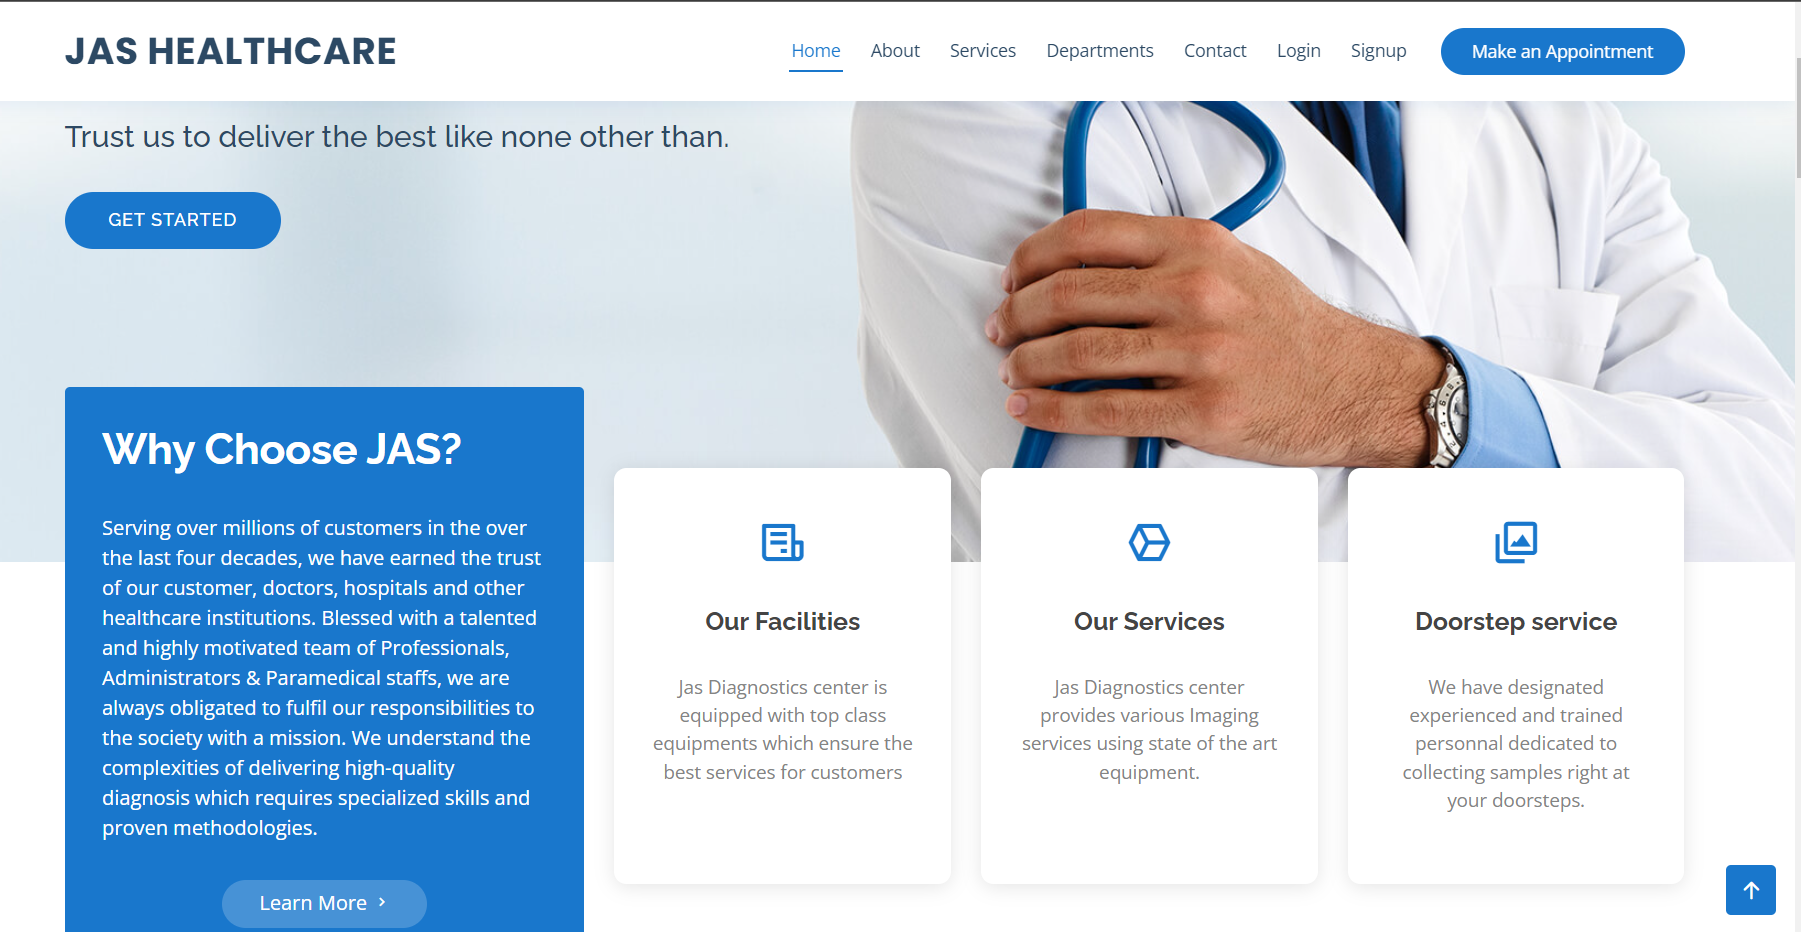 JAS HEALTHCARE
Home About Services Departments Contact Login Signup Make an Appointment
Trust us to deliver the best like none other than.
GET STARTED
Why Choose JAS?
Serving over millions of customers in the over
the last four decades, we have earned the trust
of our customer, doctors, hospitals and other
healthcare institutions. Blessed with a talented
and highly motivated team of Professionals,
Administrators & Paramedical staffs, we are
always obligated to fulfil our responsibilities to
the society with a mission. We understand the
complexities of delivering high-quality
diagnosis which requires specialized skills and
proven methodologies.
Learn More
Our Facilities
Jas Diagnostics center is
equipped with top class
equipments which ensure the
best services for customers
Our Services
Jas Diagnostics center
provides various Imaging
services using state of the art
equipment.
Doorstep service
We have designated
experienced and trained
personnal dedicated to
collecting samples right at
your doorsteps.